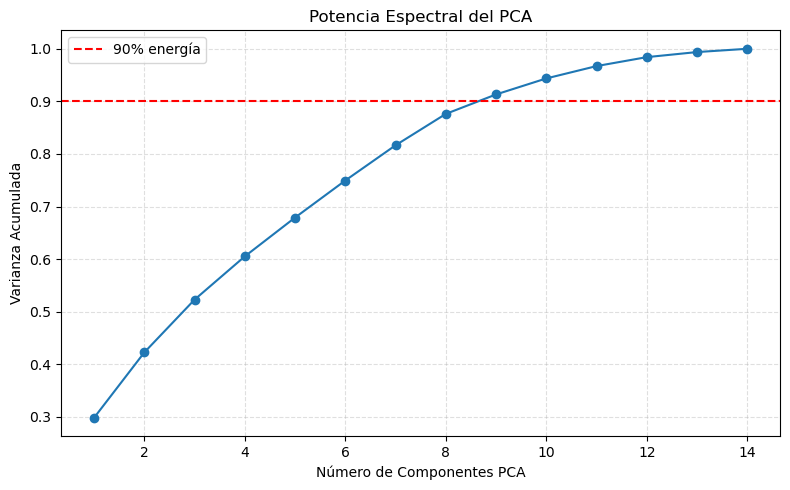 Potencia Espectral del PCA
90% energía
Varianza Acumulada
1.0
0.9
0.8
0.7
0.6
0.5
0.4
0.3
2 4 6 8 10 12 14
Número de Componentes PCA